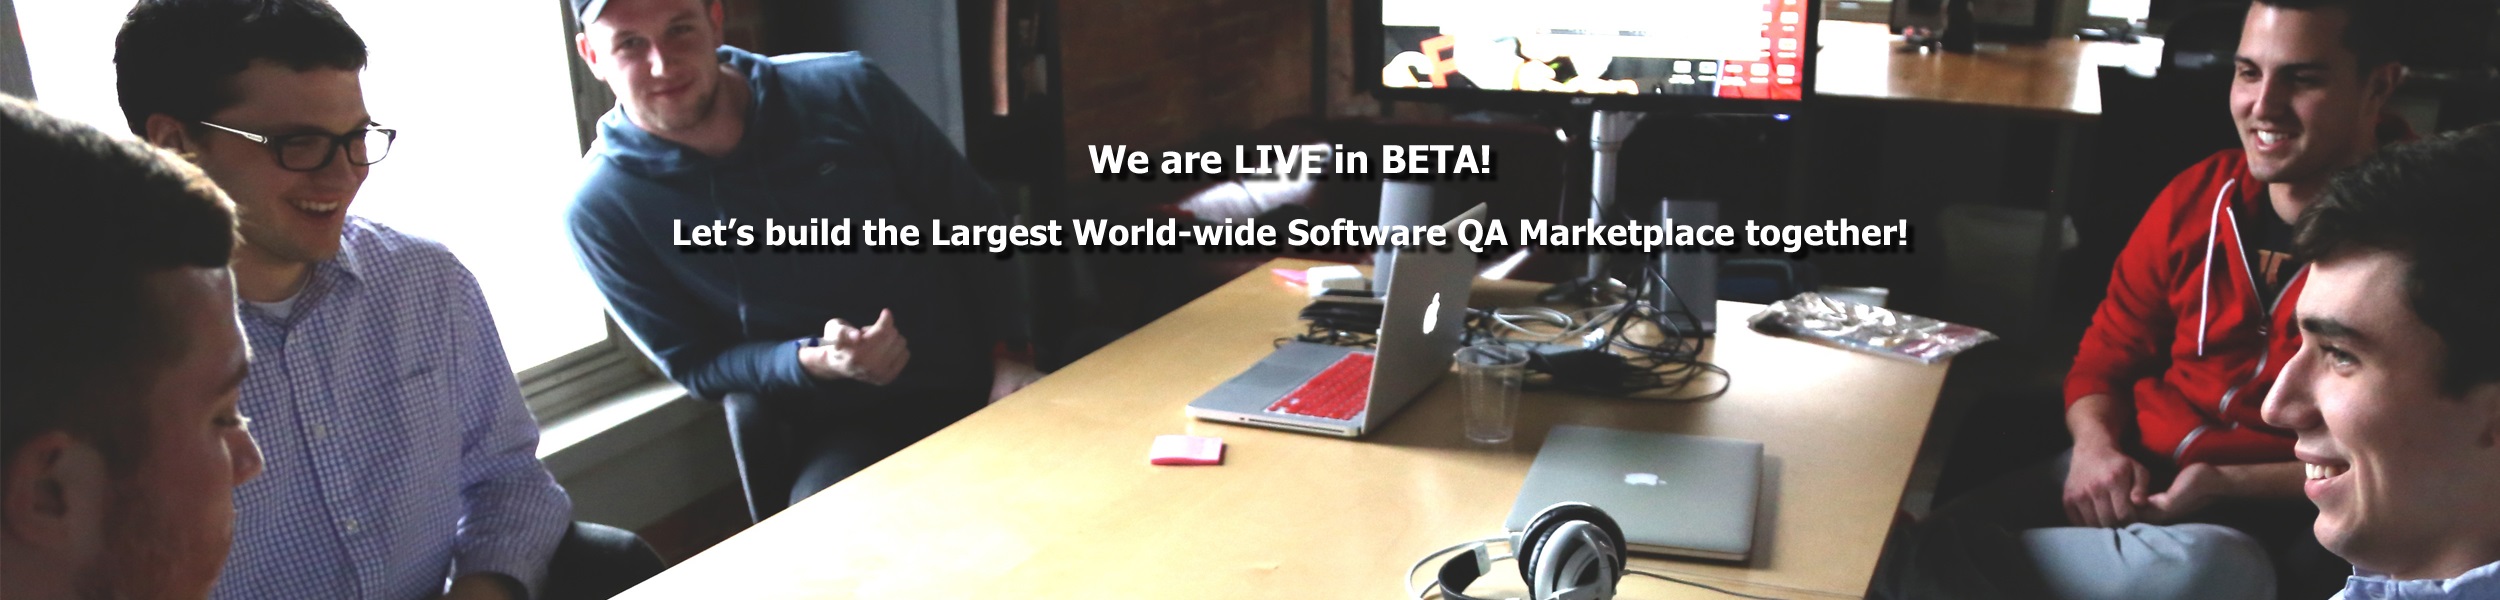 We are LIVE in BETA!
Let’s build the Largest World-wide Software QA Marketplace together!